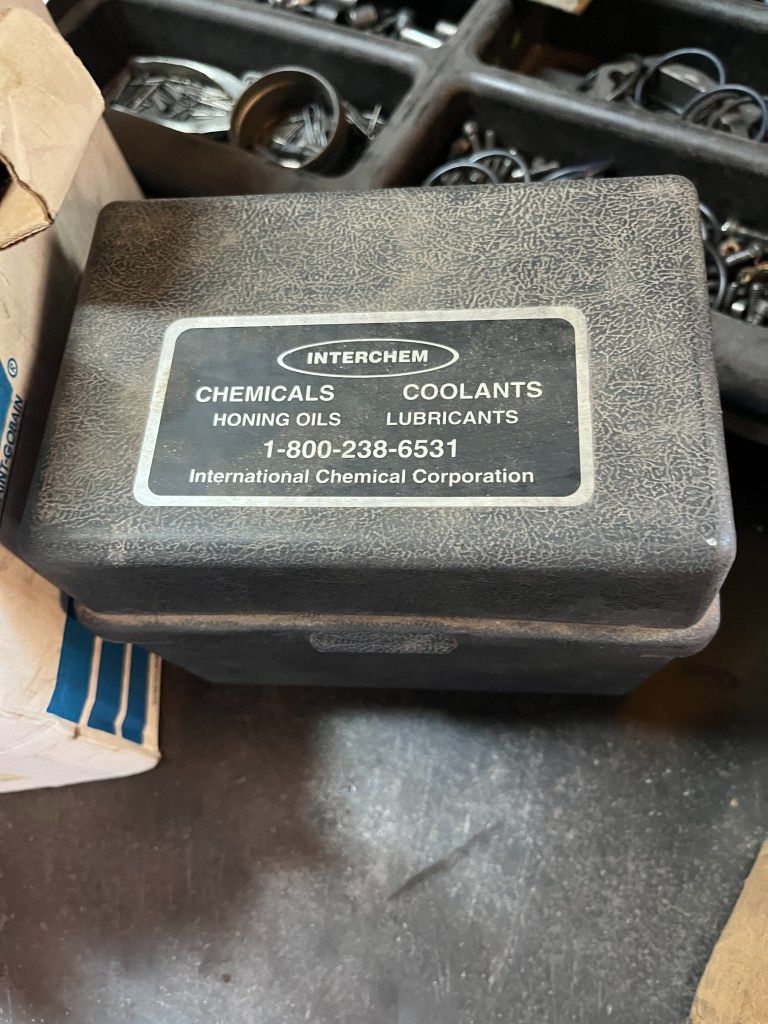 INTERCHEM
CHEMICALS COOLANTS
HONING OILS LUBRICANTS
1-800-238-6531
International Chemical Corporation